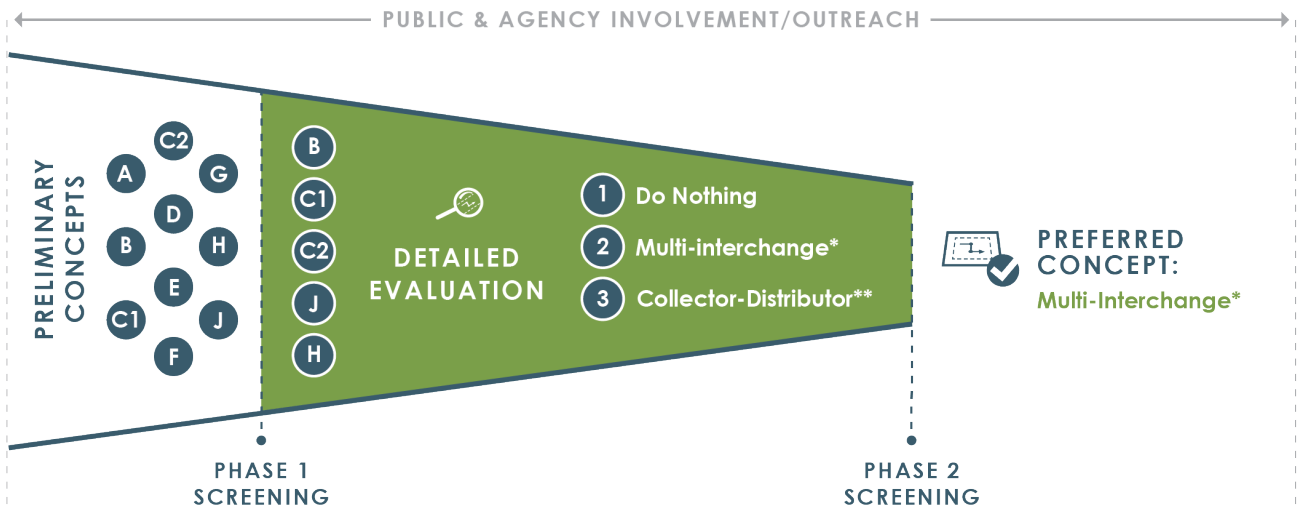 PUBLIC & AGENCY INVOLVEMENT/OUTREACH
PRELIMINARY
CONCEPTS
C2
A
G
D
B
H
E
C1
J
F
B
C1
C2
J
H
DETAILED
EVALUATION
1 Do Nothing
2 Multi-interchange*
3 Collector-Distributor**
PREFERRED
CONCEPT:
Multi-Interchange*
PHASE 1
SCREENING
PHASE 2
SCREENING